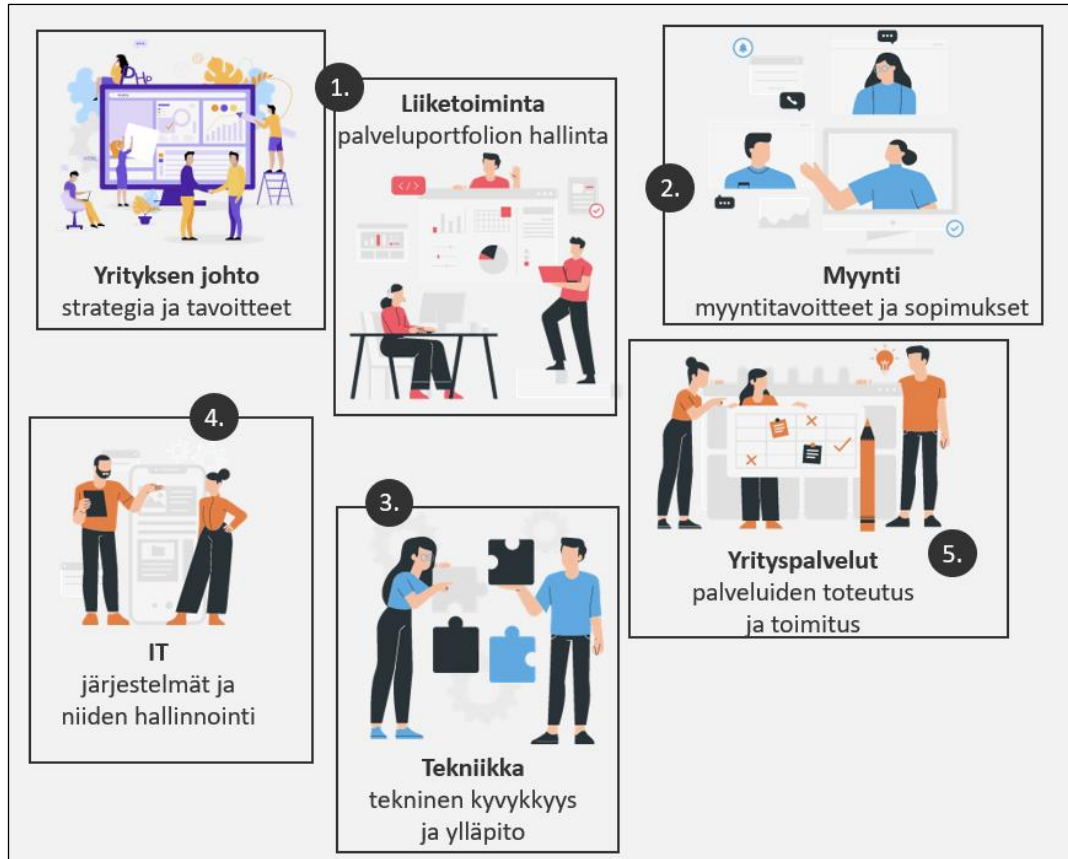 Yrityksen johto
strategia ja tavoitteet
1.
Liiketoiminta
palveluportfolion hallinta
</>
2.
Myynti
myyntitavoitteet ja sopimukset
4.
IT
järjestelmät ja
niiden hallinnointi
3.
Tekniikka
tekninen kyvykkyys
ja ylläpito
5.
Yrityspalvelut
palveluiden toteutus
ja toimitus